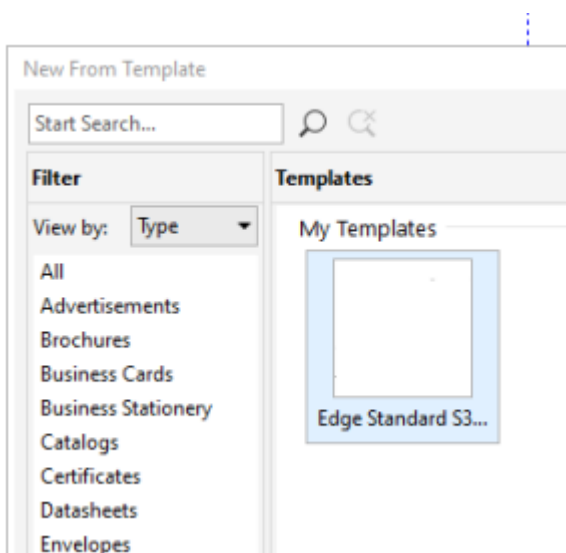 New From Template
Start Search...
Filter
View by: Type
All
Advertisements
Brochures
Business Cards
Business Stationery
Catalogs
Certificates
Datasheets
Envelopes
Templates
My Templates
Edge Standard S3...